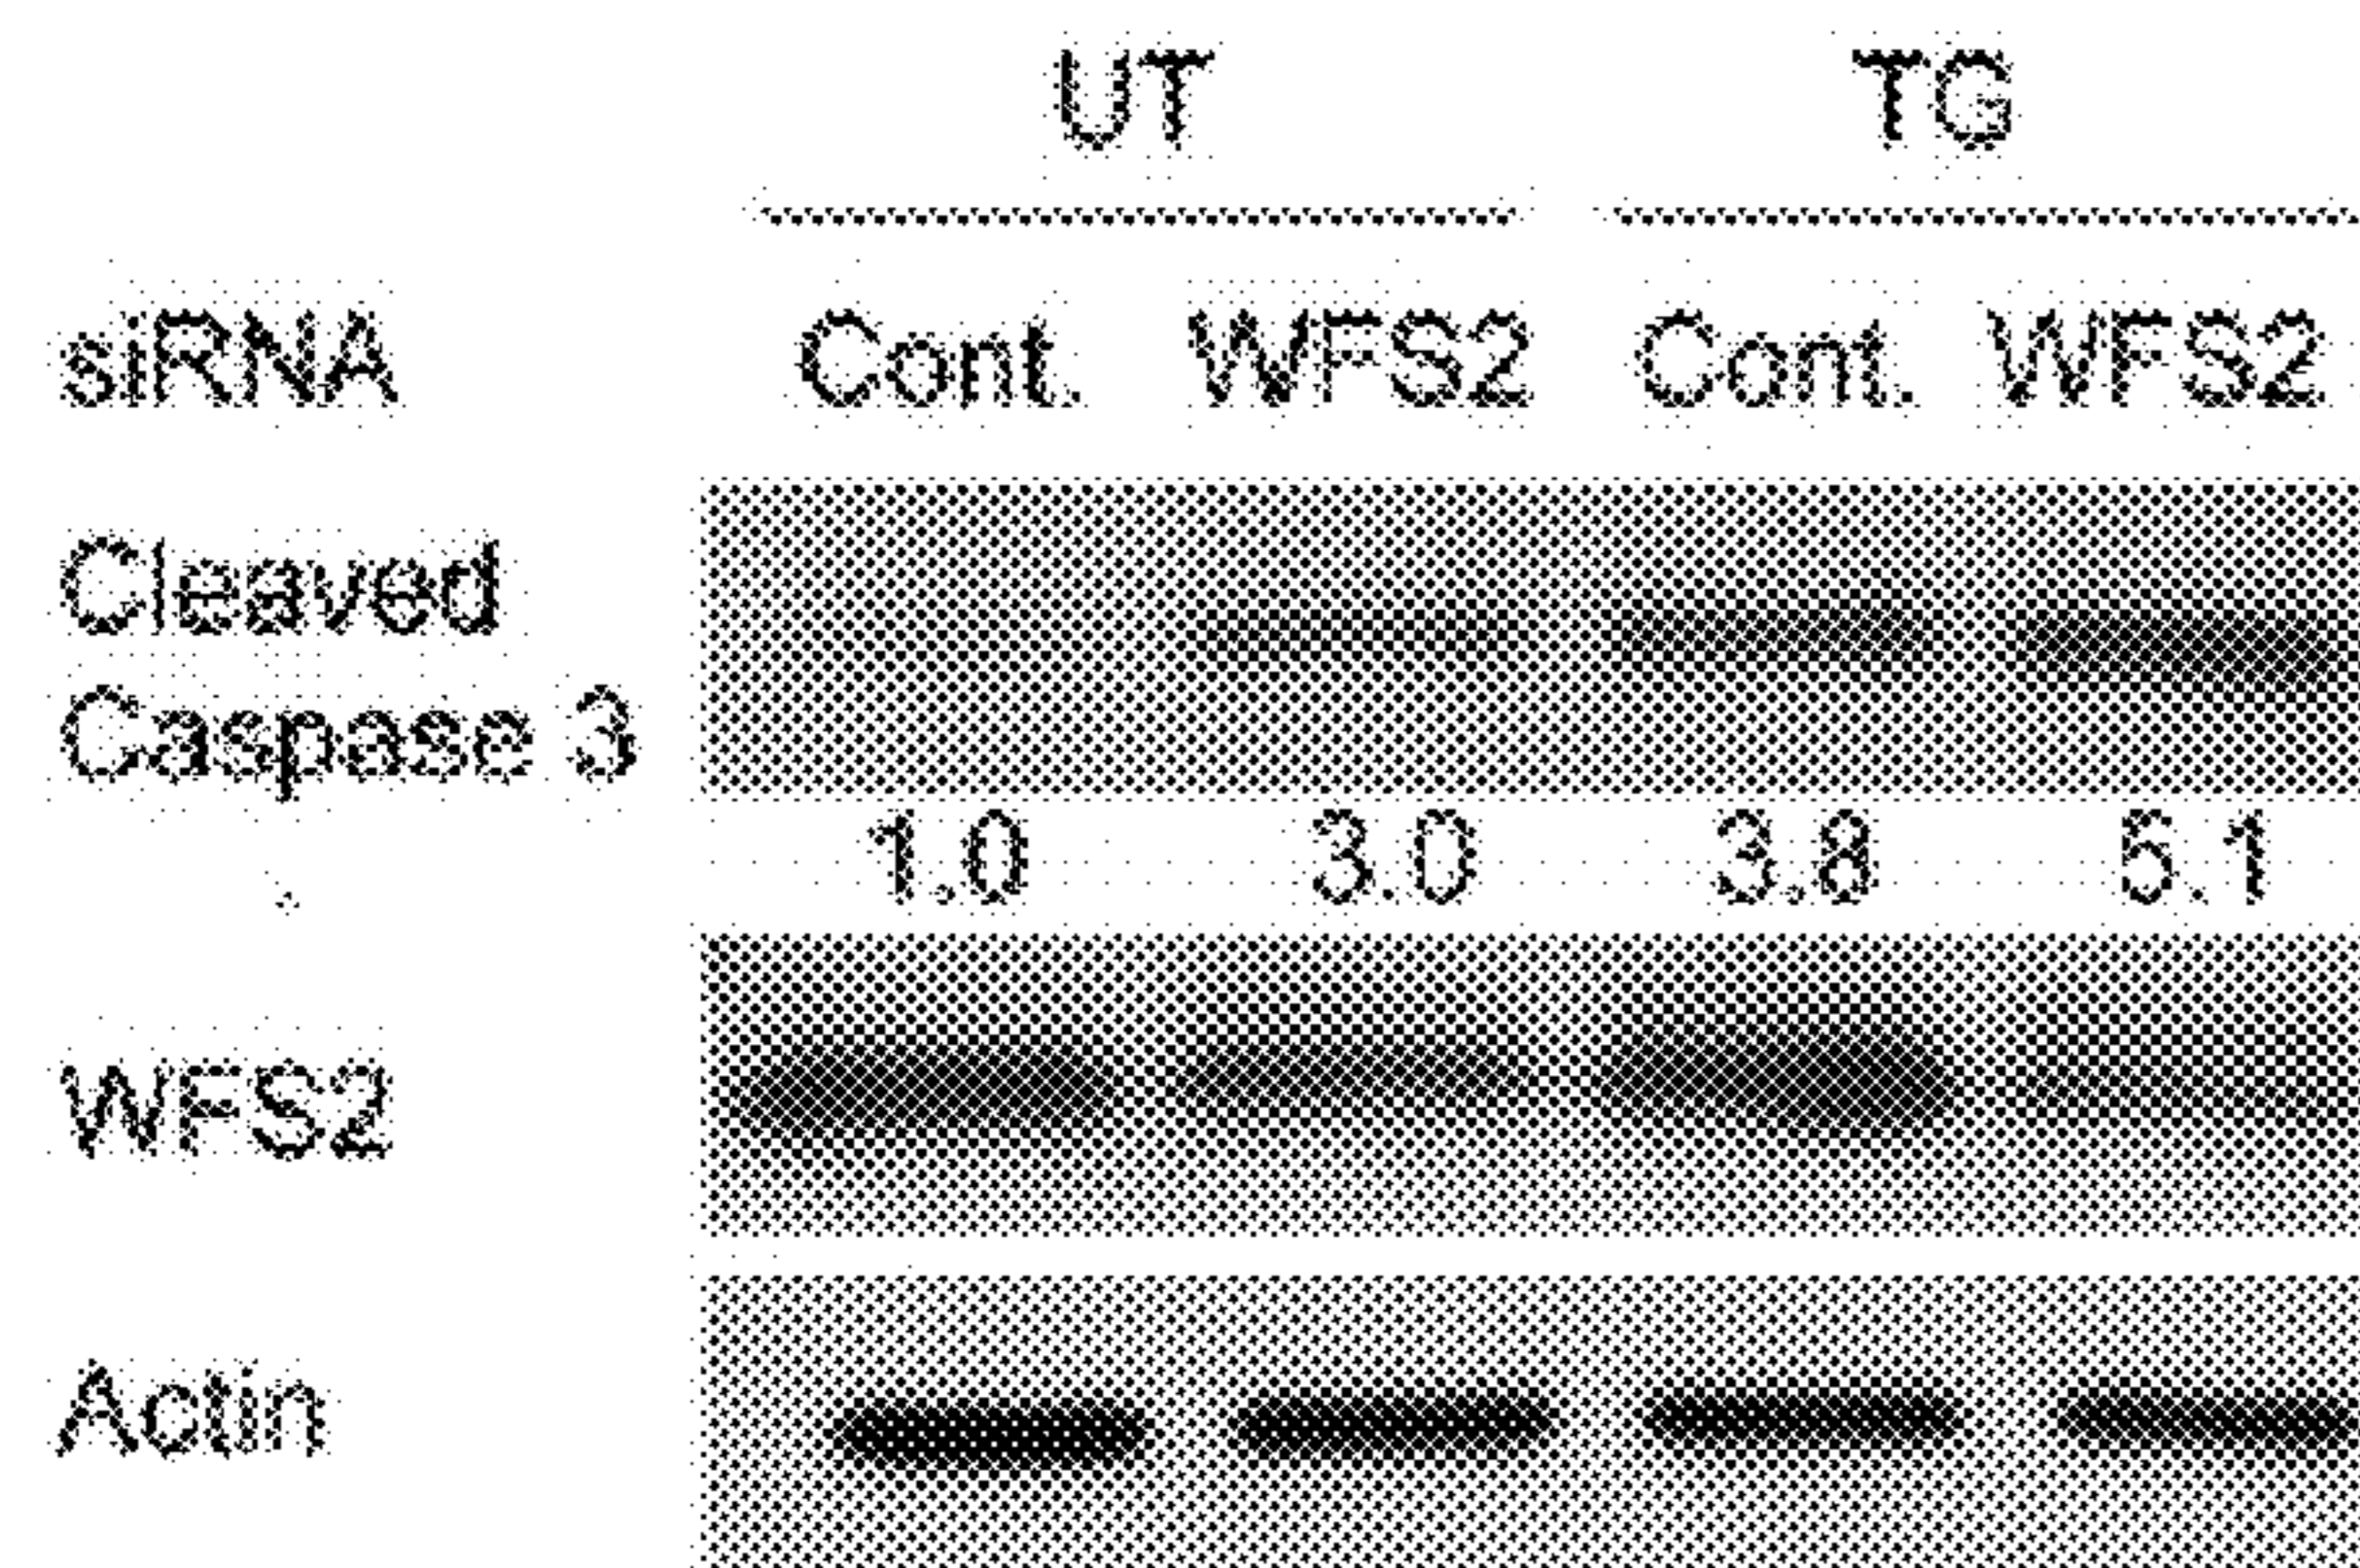 UT TG
siRNA Cont. WFS2 Cont. WFS2
Cleaved
Caspase 3
1.0 3.0 3.8 5.1
WFS2
Actin